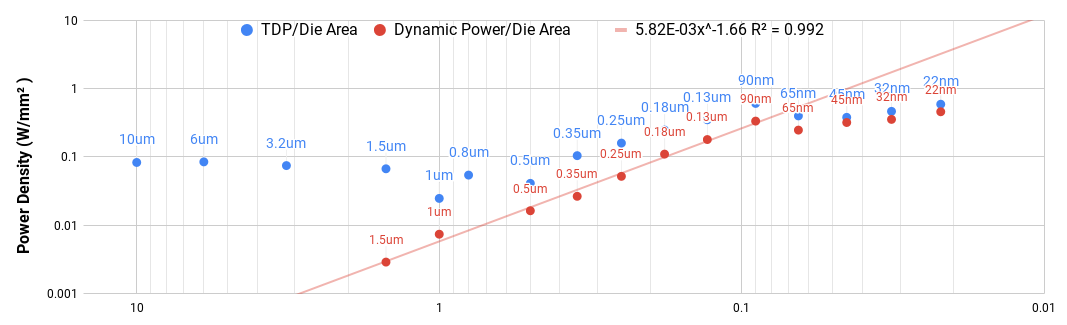 10
TDP/Die Area
Dynamic Power/Die Area
5.82E-03x^-1.66 R² = 0.992
Power Density (W/mm²)
1
0.1
0.01
0.001
10um
6um
3.2um
1.5um
1um
0.8um
0.5um
0.35um
0.25um
0.18um
0.13um
90nm
65nm
45nm
32nm
22nm
1.5um
1um
0.5um
0.35um
0.25um
0.18um
0.13um
90nm
65nm
45nm
32nm
22nm
10
1
0.1
0.01